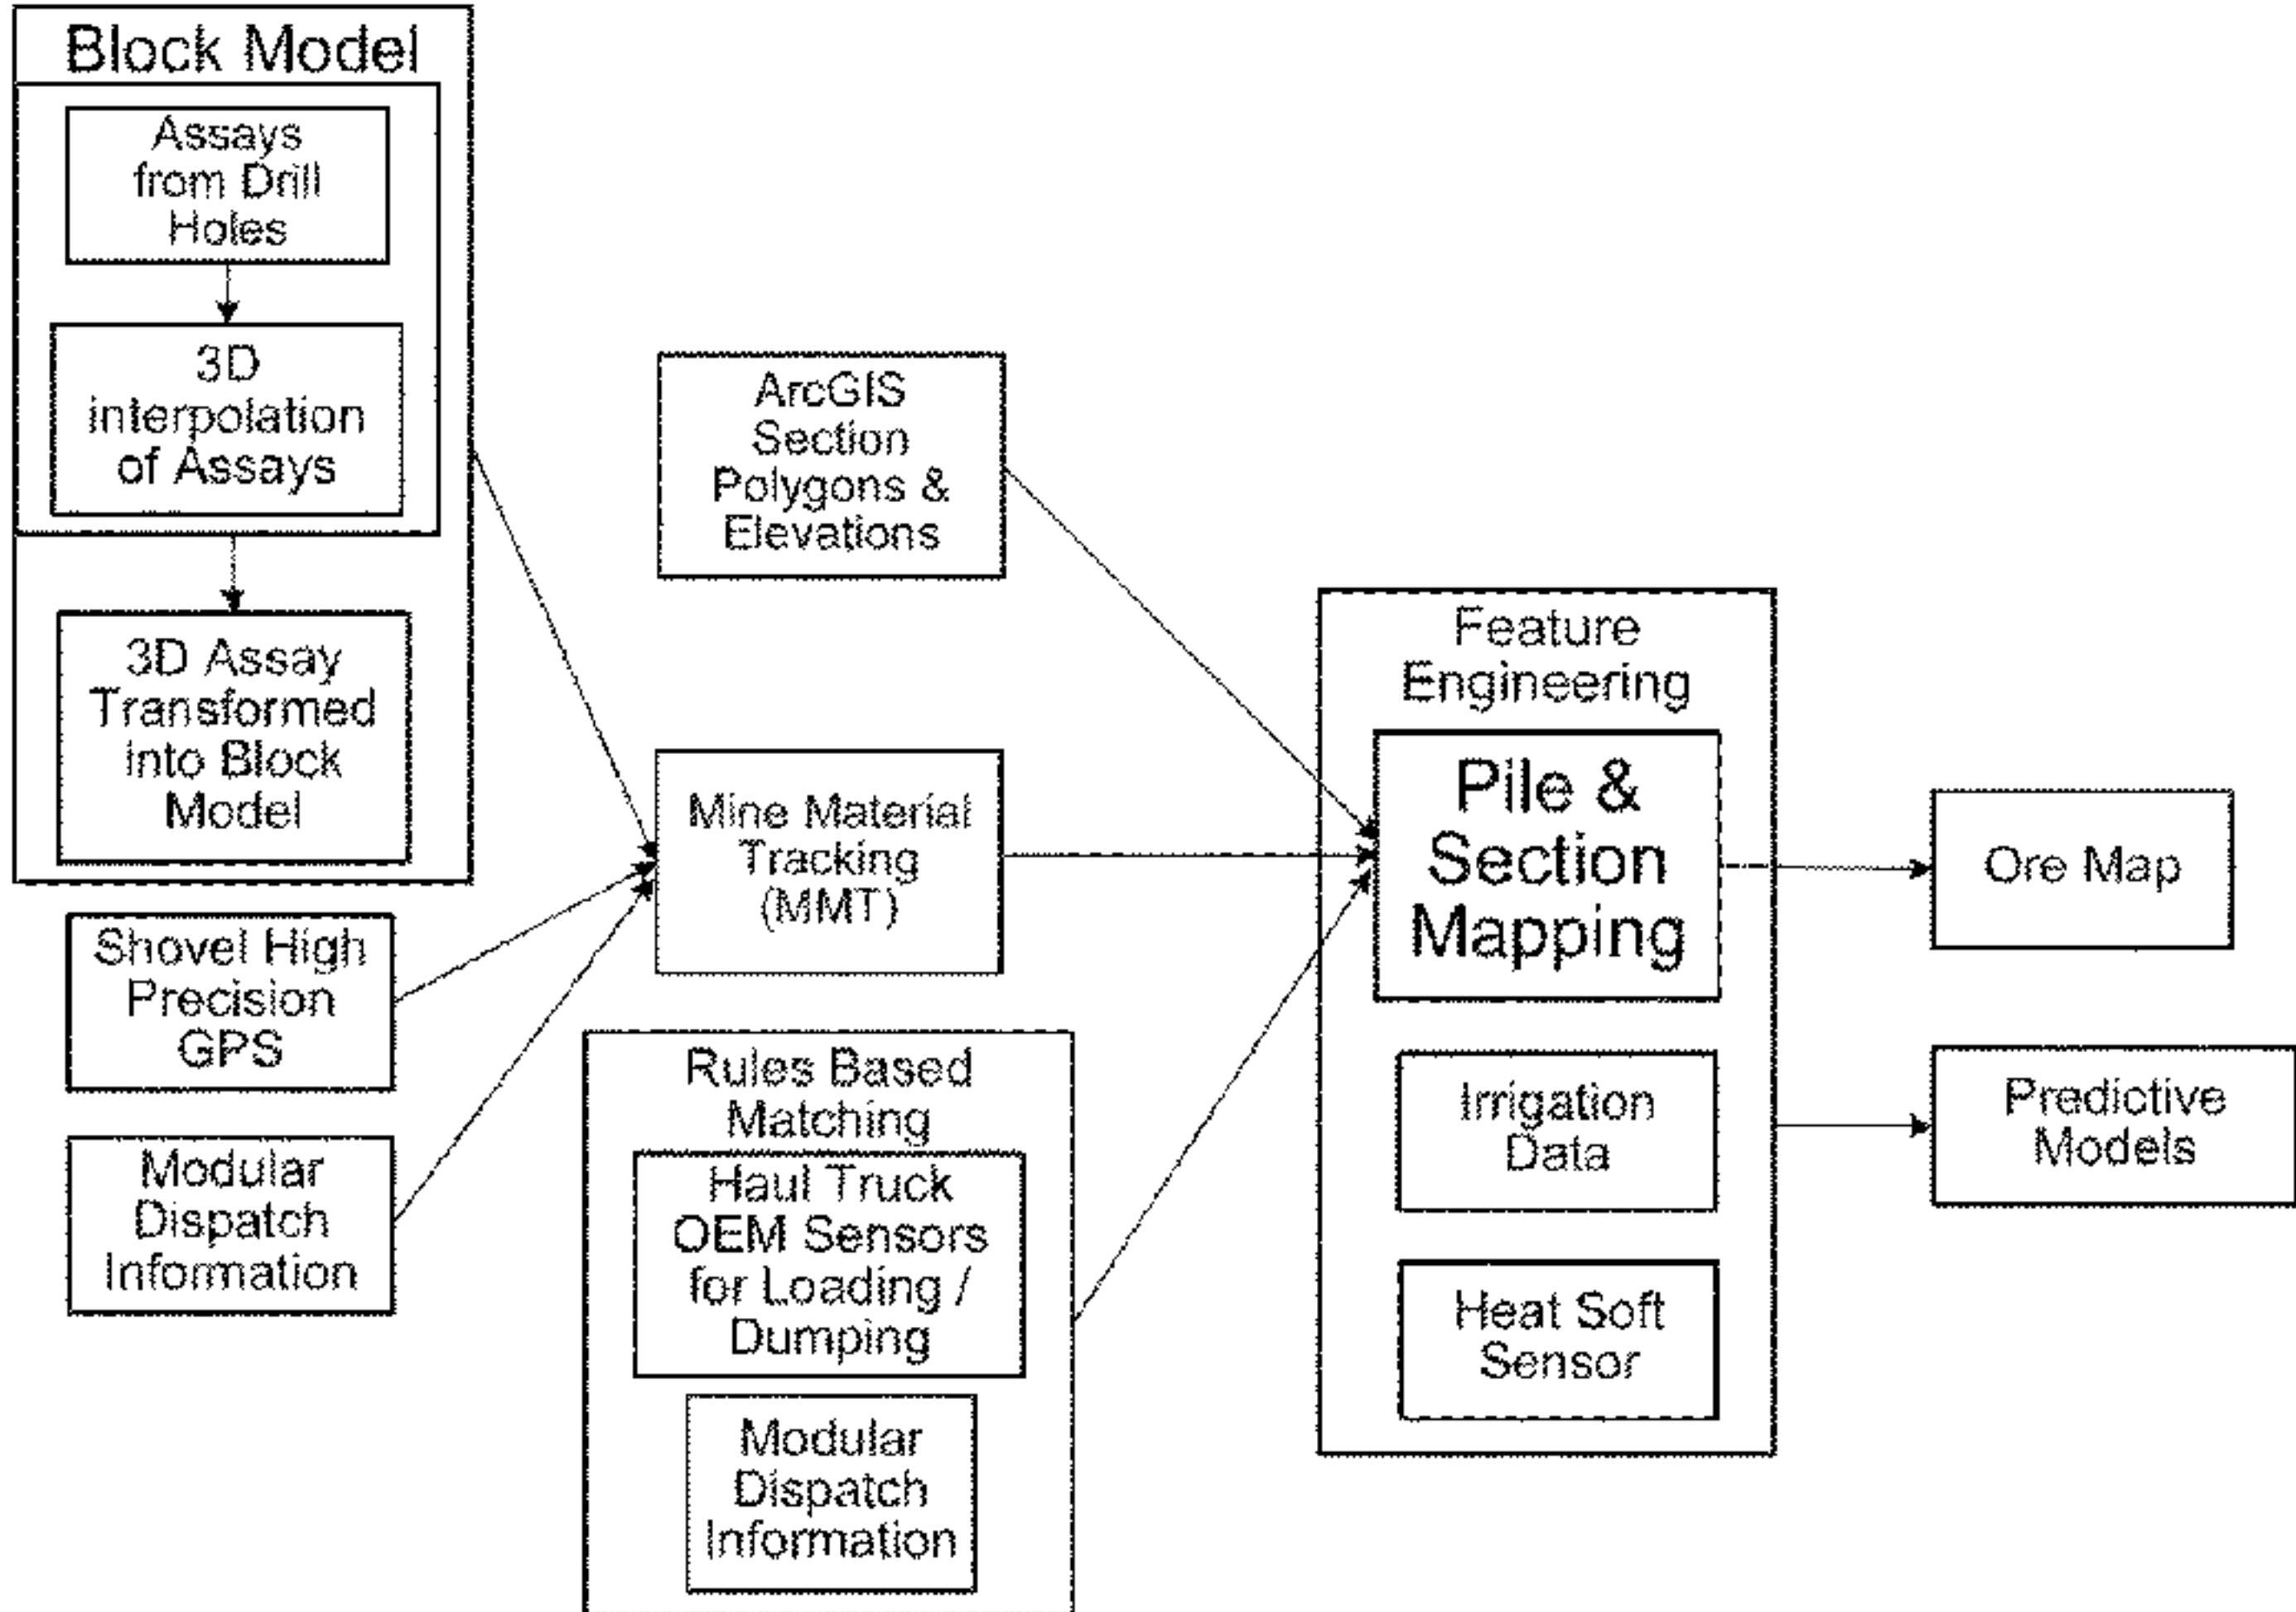 Block Model
Assays
from Drill
Holes
3D
interpolation
of Assays
3D Assay
Transformed
into Block
Model
Shovel High
Precision
GPS
Modular
Dispatch
Information
ArcGIS
Section
Polygons &
Elevations
Mine Material
Tracking
(MMT)
Rules Based
Matching
Haul Truck
OEM Sensors
for Loading /
Dumping
Modular
Dispatch
Information
Feature
Engineering
Pile &
Section
Mapping
Irrigation
Data
Heat Soft
Sensor
Ore Map
Predictive
Models